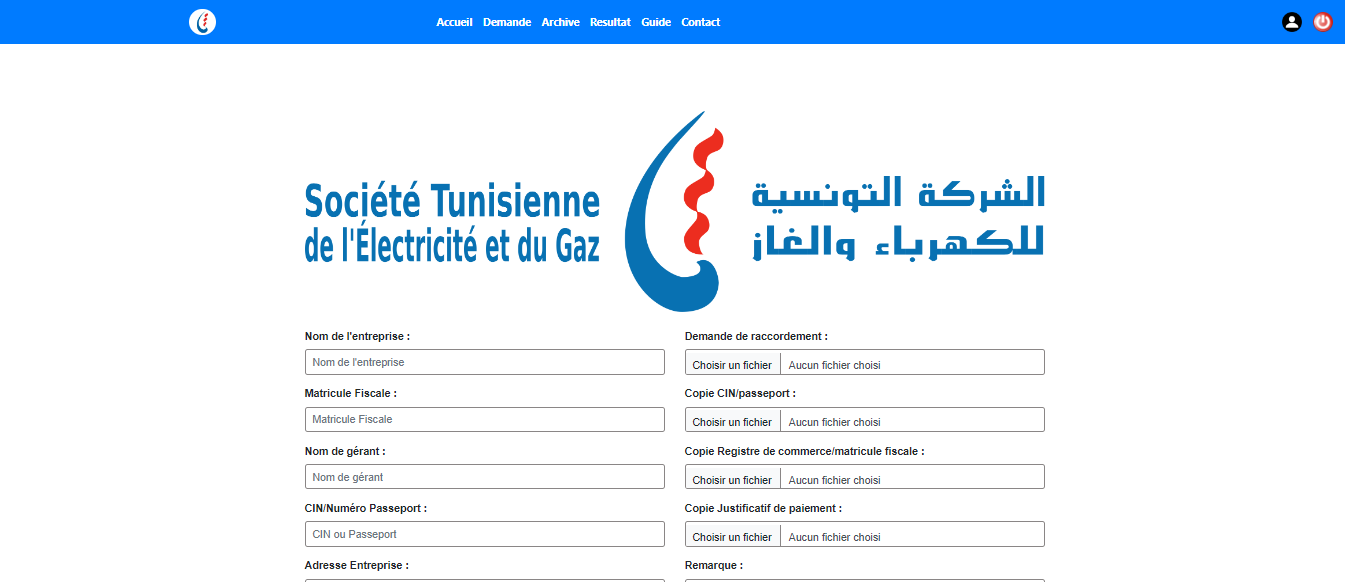 Accueil Demande Archive Resultat Guide Contact
Société Tunisienne
de l'Électricité et du Gaz
الشركة التونسية
للكهرباء والغاز
Nom de l'entreprise :
Nom de l'entreprise
Matricule Fiscale :
Matricule Fiscale
Nom de gérant :
Nom de gérant
CIN/Numéro Passeport :
CIN ou Passeport
Adresse Entreprise :
Demande de raccordement :
Choisir un fichier Aucun fichier choisi
Copie CIN/passeport :
Choisir un fichier Aucun fichier choisi
Copie Registre de commerce/matricule fiscale :
Choisir un fichier Aucun fichier choisi
Copie Justificatif de paiement :
Choisir un fichier Aucun fichier choisi
Remarque :